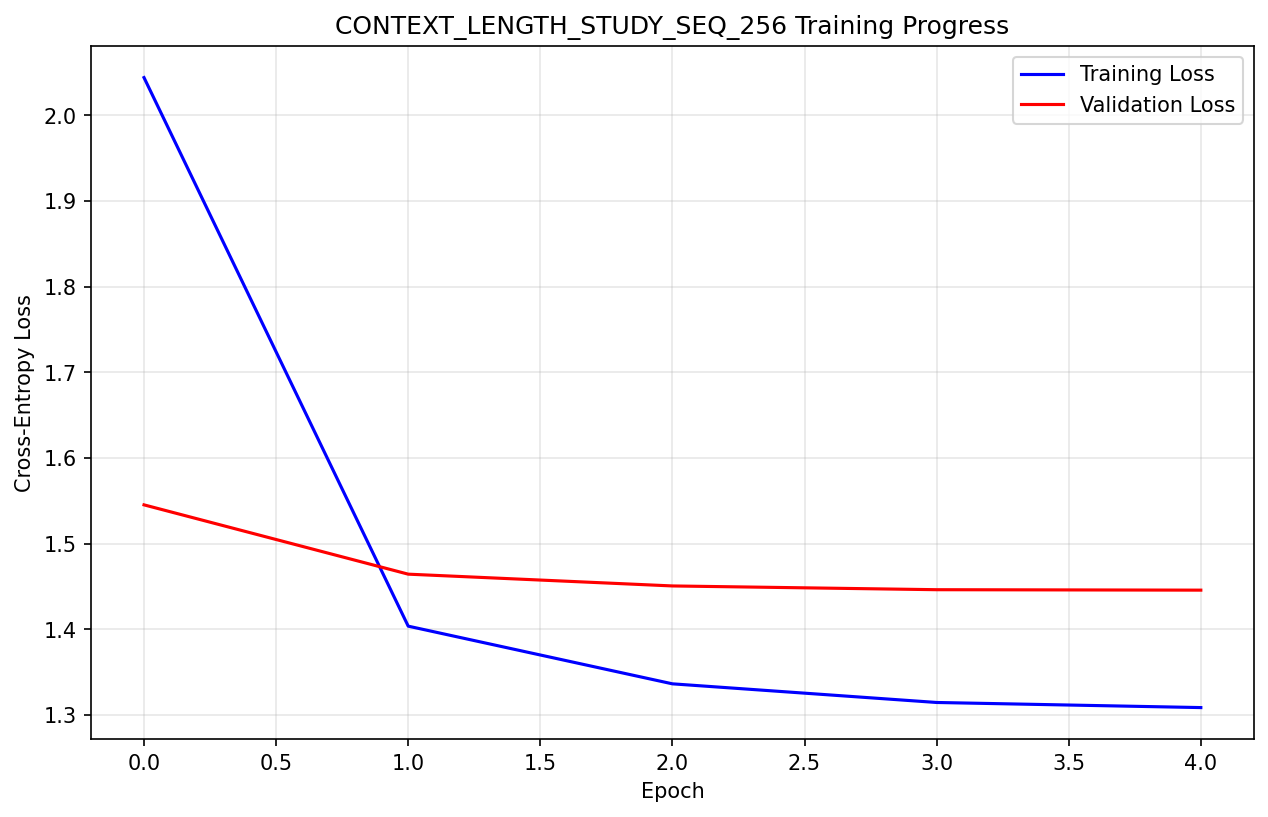 CONTEXT_LENGTH_STUDY_SEQ_256 Training Progress
Training Loss
Validation Loss
Cross-Entropy Loss
2.0
1.9
1.8
1.7
1.6
1.5
1.4
1.3
0.0 0.5 1.0 1.5 2.0 2.5 3.0 3.5 4.0
Epoch